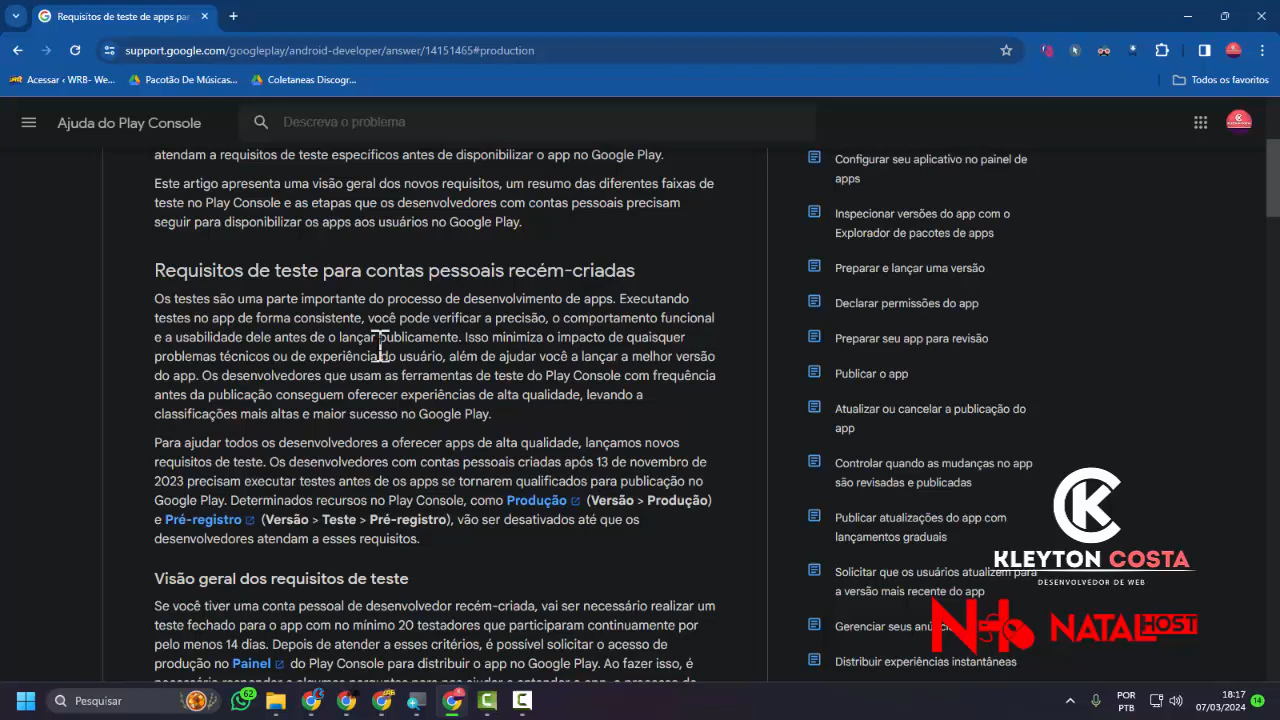 Requisitos de teste de apps par
support.google.com/googleplay/android-developer/answer/14151465#production
Acessar ‹ WRB- We...
Pacotão De Músicas...
Coletaneas Discogr...
Todos os favoritos
Ajuda do Play Console
Descreva o problema
atendam a requisitos de teste específicos antes de disponibilizar o app no Google Play.
Este artigo apresenta uma visão geral dos novos requisitos, um resumo das diferentes faixas de
teste no Play Console e as etapas que os desenvolvedores com contas pessoais precisam
seguir para disponibilizar os apps aos usuários no Google Play.
Requisitos de teste para contas pessoais recém-criadas
Os testes são uma parte importante do processo de desenvolvimento de apps. Executando
testes no app de forma consistente, você pode verificar a precisão, o comportamento funcional
e a usabilidade dele antes de o lançar publicamente. Isso minimiza o impacto de quaisquer
problemas técnicos ou de experiência do usuário, além de ajudar você a lançar a melhor versão
do app. Os desenvolvedores que usam as ferramentas de teste do Play Console com frequência
antes da publicação conseguem oferecer experiências de alta qualidade, levando a
classificações mais altas e maior sucesso no Google Play.
Para ajudar todos os desenvolvedores a oferecer apps de alta qualidade, lançamos novos
requisitos de teste. Os desenvolvedores com contas pessoais criadas após 13 de novembro de
2023 precisam executar testes antes de os apps se tornarem qualificados para publicação no
Google Play. Determinados recursos no Play Console, como Produção (Versão > Produção)
e Pré-registro (Versão > Teste > Pré-registro), vão ser desativados até que os
desenvolvedores atendam a esses requisitos.
Visão geral dos requisitos de teste
Se você tiver uma conta pessoal de desenvolvedor recém-criada, vai ser necessário realizar um
teste fechado para o app com no mínimo 20 testadores que participaram continuamente por
pelo menos 14 dias. Depois de atender a esses critérios, é possível solicitar o acesso de
produção no Painel do Play Console para distribuir o app no Google Play. Ao fazer isso, é
Configurar seu aplicativo no painel de
apps
Inspecionar versões do app com o
Explorador de pacotes de apps
Preparar e lançar uma versão
Declarar permissões do app
Preparar seu app para revisão
Publicar o app
Atualizar ou cancelar a publicação do
app
Controlar quando as mudanças no app
são revisadas e publicadas
Publicar atualizações do app com
lançamentos graduais
Solicitar que os usuários atualizem para
a versão mais recente do app
Gerenciar seus
Distribuir experiências instantâneas
KLEYTON COSTA
DESENVOLVEDOR DE WEB
NH NATALHOST
Pesquisar
62
POR
PTB
18:17
07/03/2024
14